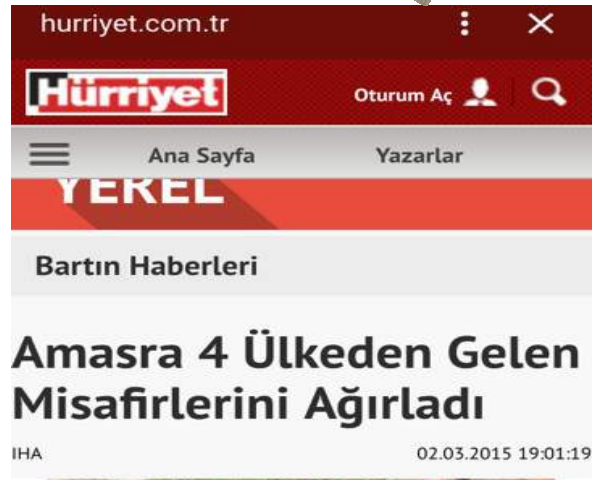 hurriyet.com.tr
Hürriyet
Oturum Aç
Ana Sayfa Yazarlar
YEREL
Bartın Haberleri
Amasra 4 Ülkeden Gelen
Misafirlerini Ağırladı
IHA 02.03.2015 19:01:19